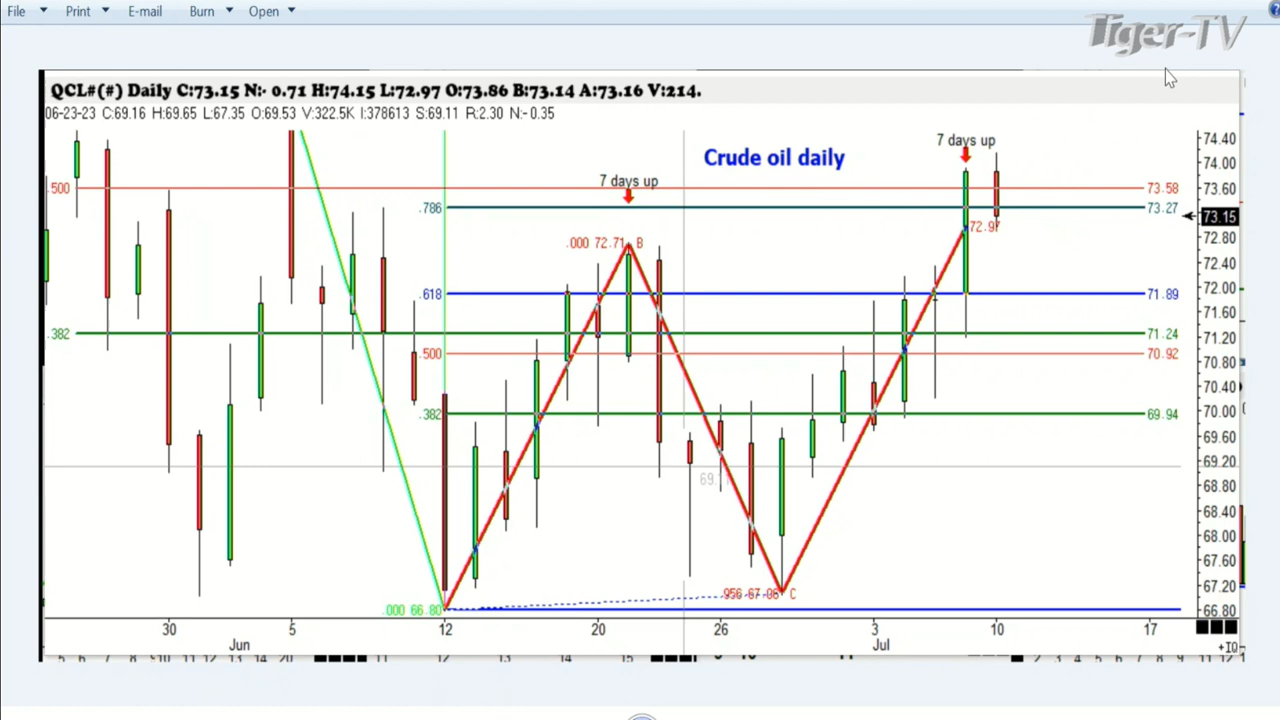 File Print E-mail Burn Open
Tiger-TV
QCL#(#) Daily C:73.15 N:- 0.71 H:74.15 L:72.97 O:73.86 B:73.14 A:73.16 V:214.
06-23-23 C:69.16 H:69.65 L:67.35 O:69.53 V:322.5K I:378613 S:69.11 R:2.30 N:-0.35
7 days up
74.40
Crude oil daily
74.00
7 days up
.500
73.58
73.60
.786
73.27
73.15
72.97
72.80
.000 72.71 B
72.40
.618
71.89
72.00
71.60
.382
71.24
71.20
.500
70.92
70.80
70.40
.382
69.94
70.00
69.60
69.20
68.80
68.40
68.00
67.60
67.20
C
.000 66.80
66.80
30 5 12 20 26 3 10 17
Jun Jul
+IO